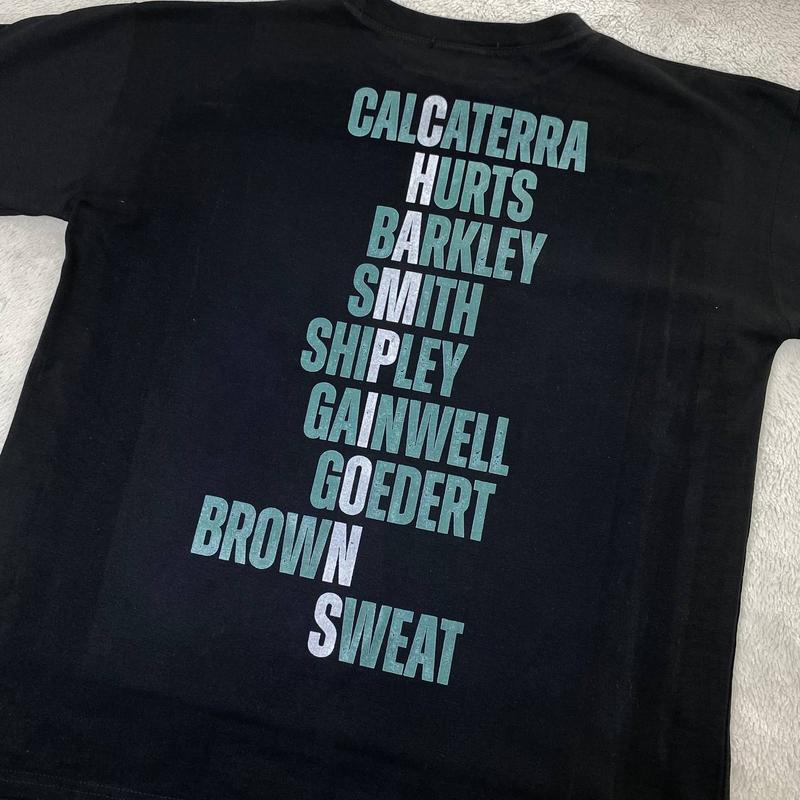 CALCATERRA
HURTS
BARKLEY
SMITH
SHIPLEY
GAINWELL
GOEDERT
BROWN
SWEAT